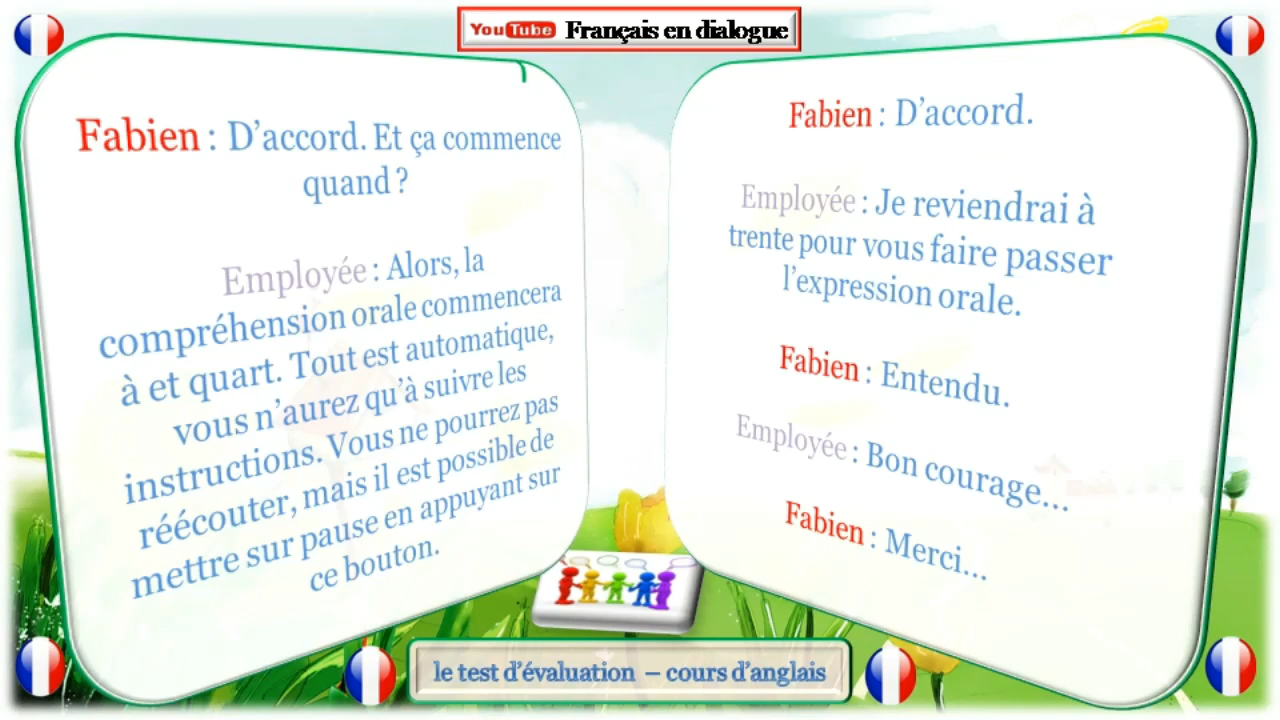 YouTube Français en dialogue
Fabien : D'accord. Et ça commence
quand ?
Employée : Alors, la
compréhension orale commencera
à et quart. Tout est automatique,
vous n'aurez qu'à suivre les
instructions. Vous ne pourrez pas
réécouter, mais il est possible de
mettre sur pause en appuyant sur
ce bouton.
Fabien : D'accord.
Employée : Je reviendrai à
trente pour vous faire passer
l'expression orale.
Fabien : Entendu.
Employée : Bon courage…
Fabien : Merci…
le test d'évaluation – cours d'anglais